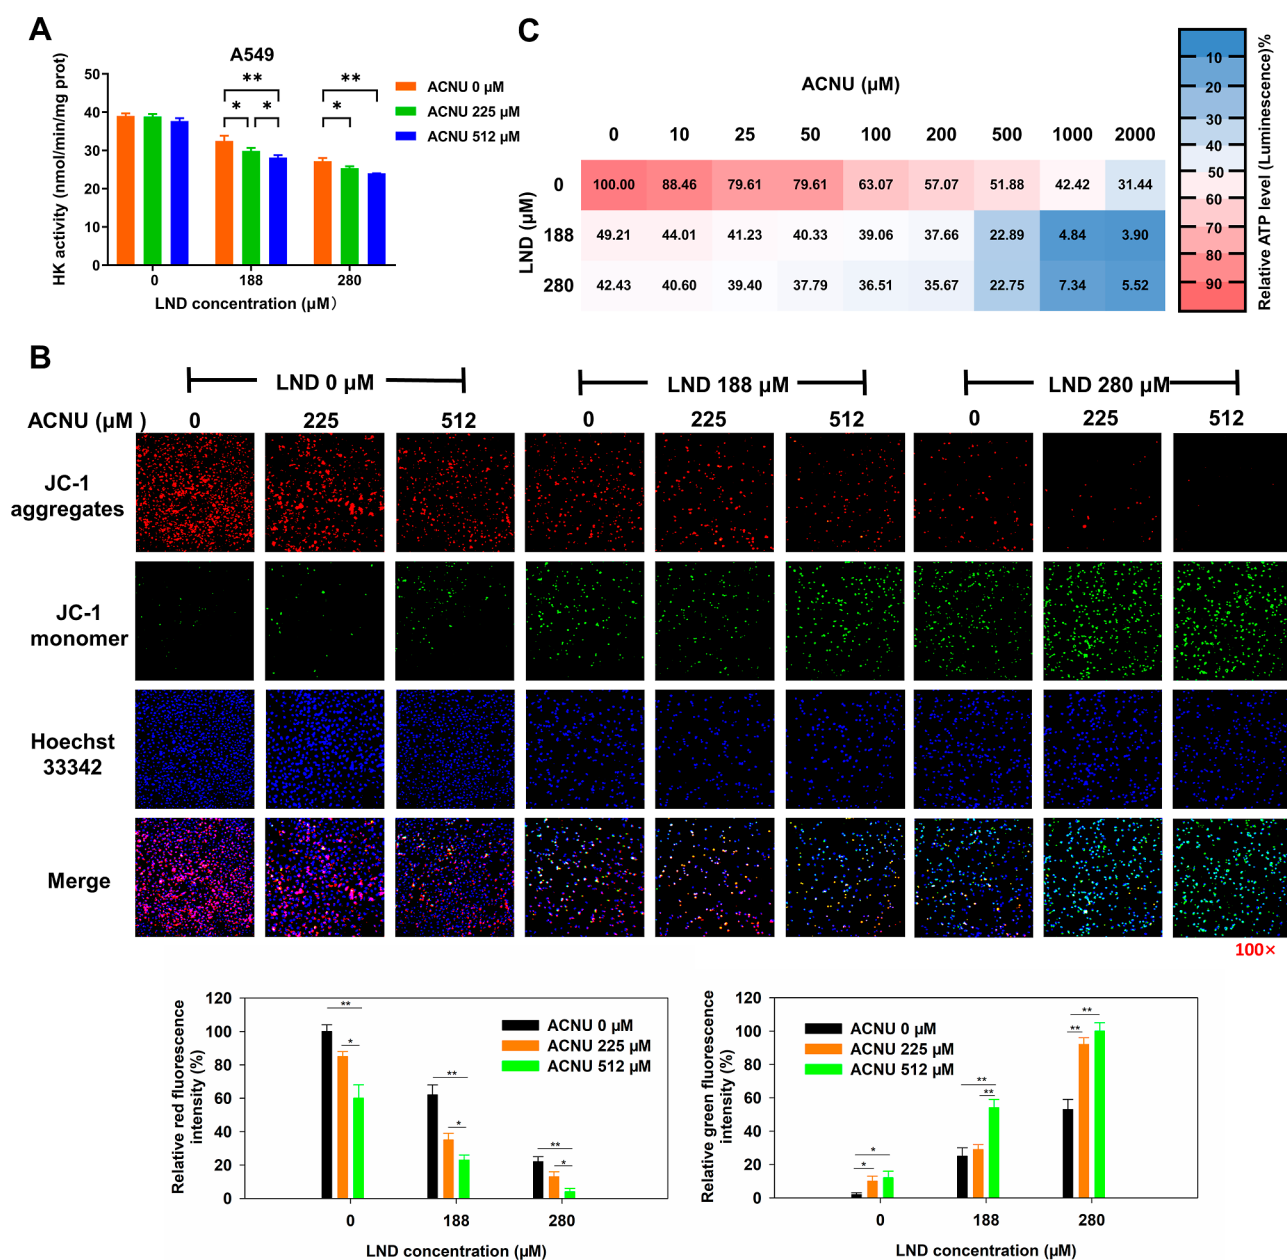 A
A549
HK activity (nmol/min/mg prot)
50
40
30
20
10
0
** **
* * *
ACNU 0 μM
ACNU 225 μM
ACNU 512 μM
0 188 280
LND concentration (μM)
C
ACNU (μM)
0 10 25 50 100 200 500 1000 2000
LND (μM)
0 100.00 88.46 79.61 79.61 63.07 57.07 51.88 42.42 31.44
188 49.21 44.01 41.23 40.33 39.06 37.66 22.89 4.84 3.90
280 42.43 40.60 39.40 37.79 36.51 35.67 22.75 7.34 5.52
10
20
30
40
50
60
70
80
90
Relative ATP level (Luminescence)%
B
LND 0 μM LND 188 μM LND 280 μM
ACNU (μM ) 0 225 512 0 225 512 0 225 512
JC-1
aggregates
JC-1
monomer
Hoechst
33342
Merge
100×
Relative red fluorescence
intensity (%)
120
100
80
60
40
20
0
**
*
**
*
**
*
ACNU 0 μM
ACNU 225 μM
ACNU 512 μM
0 188 280
LND concentration (μM)
Relative green fluorescence
intensity (%)
120
100
80
60
40
20
0
*
*
**
**
**
**
ACNU 0 μM
ACNU 225 μM
ACNU 512 μM
0 188 280
LND concentration (μM)